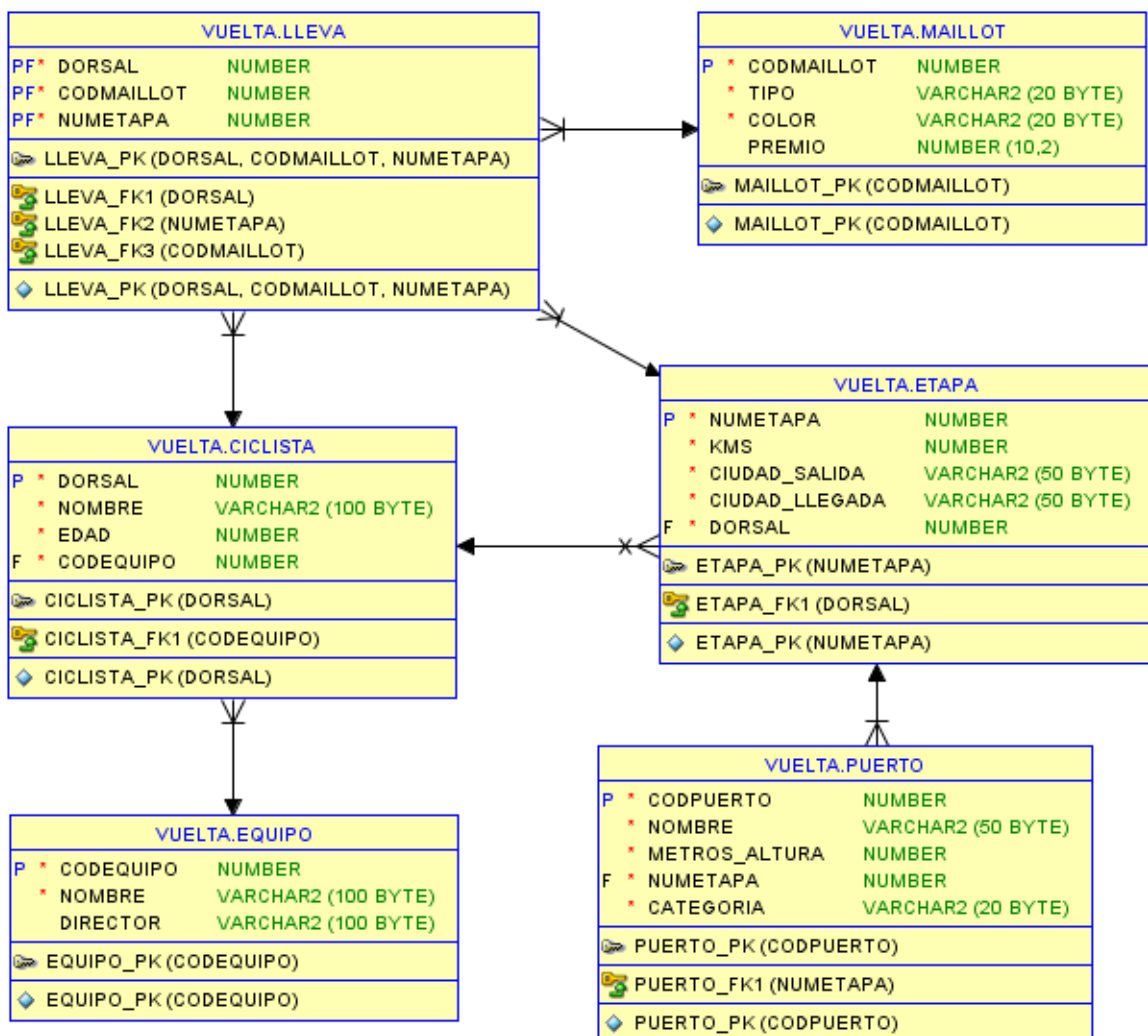 VUELTA.LLEVA
PF* DORSAL NUMBER
PF* CODMAILLOT NUMBER
PF* NUMETAPA NUMBER
LLEVA_PK (DORSAL, CODMAILLOT, NUMETAPA)
LLEVA_FK1 (DORSAL)
LLEVA_FK2 (NUMETAPA)
LLEVA_FK3 (CODMAILLOT)
LLEVA_PK (DORSAL, CODMAILLOT, NUMETAPA)
VUELTA.MAILLOT
P * CODMAILLOT NUMBER
* TIPO VARCHAR2 (20 BYTE)
* COLOR VARCHAR2 (20 BYTE)
PREMIO NUMBER (10,2)
MAILLOT_PK (CODMAILLOT)
MAILLOT_PK (CODMAILLOT)
VUELTA.ETAPA
P * NUMETAPA NUMBER
* KMS NUMBER
* CIUDAD_SALIDA VARCHAR2 (50 BYTE)
* CIUDAD_LLEGADA VARCHAR2 (50 BYTE)
F * DORSAL NUMBER
ETAPA_PK (NUMETAPA)
ETAPA_FK1 (DORSAL)
ETAPA_PK (NUMETAPA)
VUELTA.CICLISTA
P * DORSAL NUMBER
* NOMBRE VARCHAR2 (100 BYTE)
* EDAD NUMBER
F * CODEQUIPO NUMBER
CICLISTA_PK (DORSAL)
CICLISTA_FK1 (CODEQUIPO)
CICLISTA_PK (DORSAL)
VUELTA.PUERTO
P * CODPUERTO NUMBER
* NOMBRE VARCHAR2 (50 BYTE)
* METROS_ALTURA NUMBER
F * NUMETAPA NUMBER
* CATEGORIA VARCHAR2 (20 BYTE)
PUERTO_PK (CODPUERTO)
PUERTO_FK1 (NUMETAPA)
PUERTO_PK (CODPUERTO)
VUELTA.EQUIPO
P * CODEQUIPO NUMBER
* NOMBRE VARCHAR2 (100 BYTE)
DIRECTOR VARCHAR2 (100 BYTE)
EQUIPO_PK (CODEQUIPO)
EQUIPO_PK (CODEQUIPO)